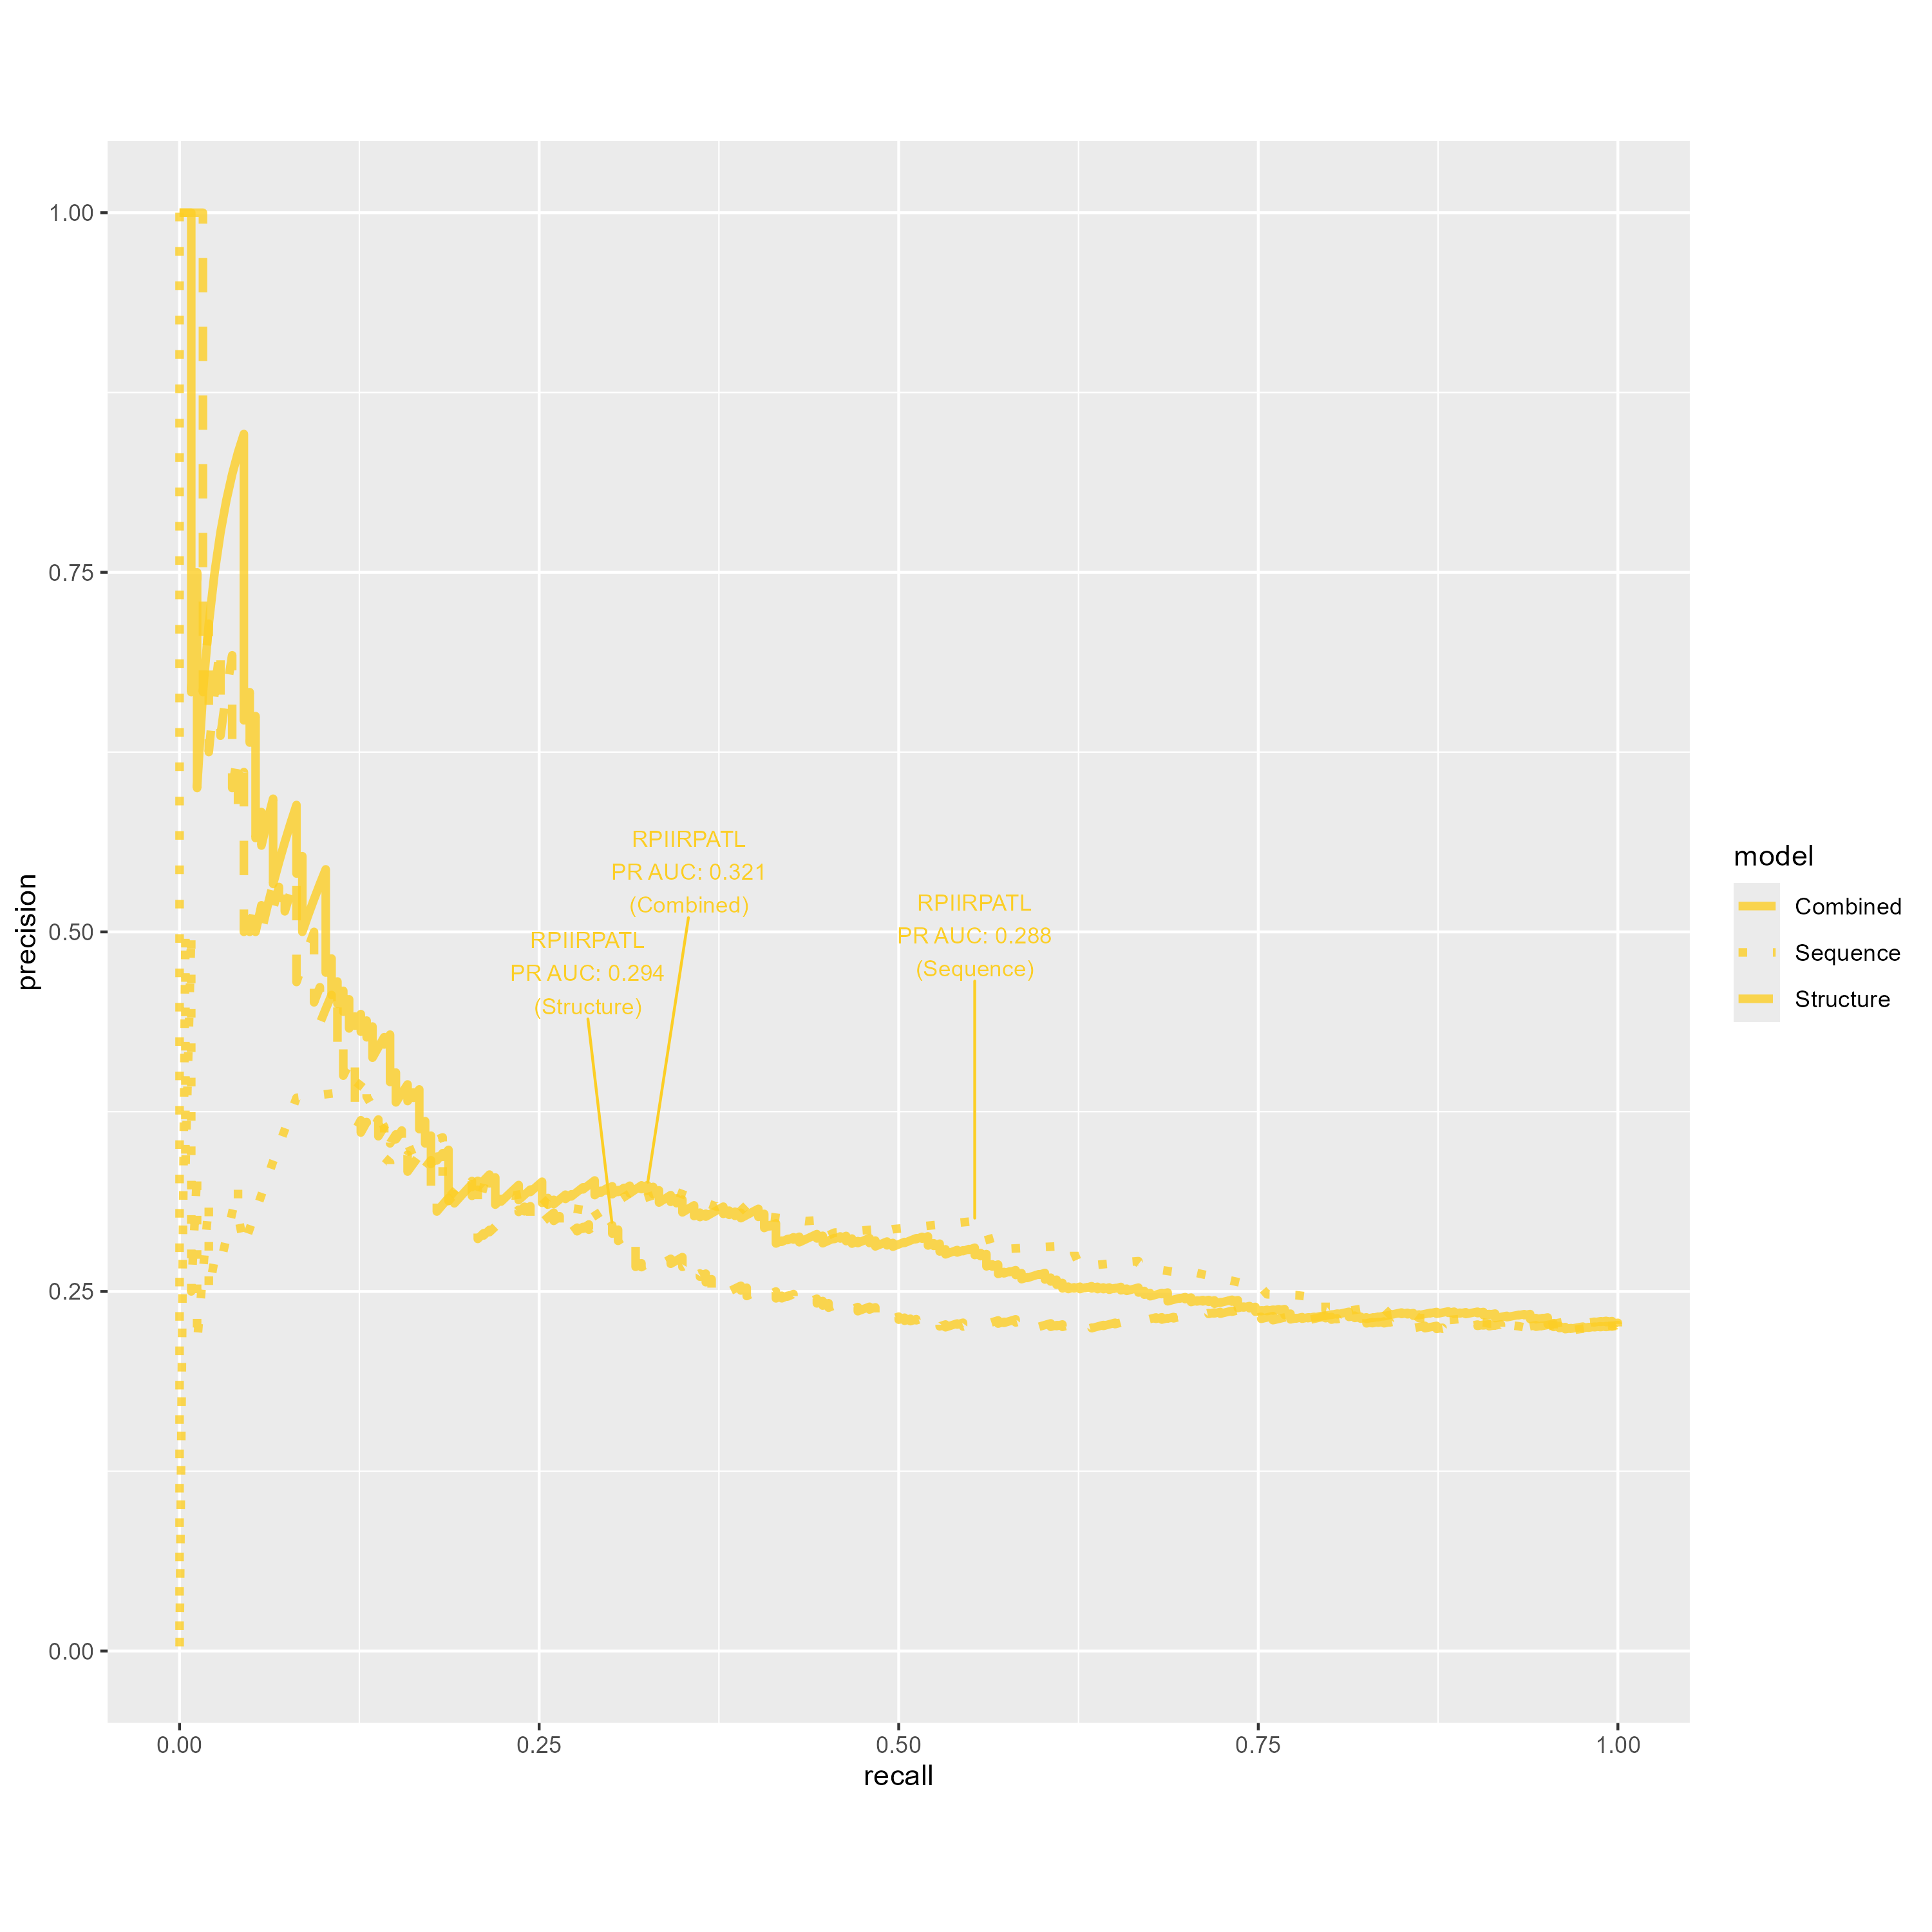 1.00
0.75
0.50
0.25
0.00
precision
RPIIRPATL
PR AUC: 0.321
(Combined)
RPIIRPATL
PR AUC: 0.294
(Structure)
RPIIRPATL
PR AUC: 0.288
(Sequence)
0.00
0.25
0.50
0.75
1.00
recall
model
Combined
Sequence
Structure